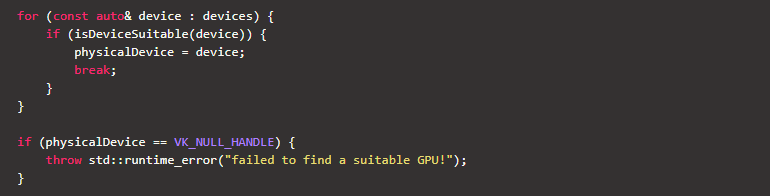 for (const auto& device : devices) {
    if (isDeviceSuitable(device)) {
        physicalDevice = device;
        break;
    }
}

if (physicalDevice == VK_NULL_HANDLE) {
    throw std::runtime_error("failed to find a suitable GPU!");
}